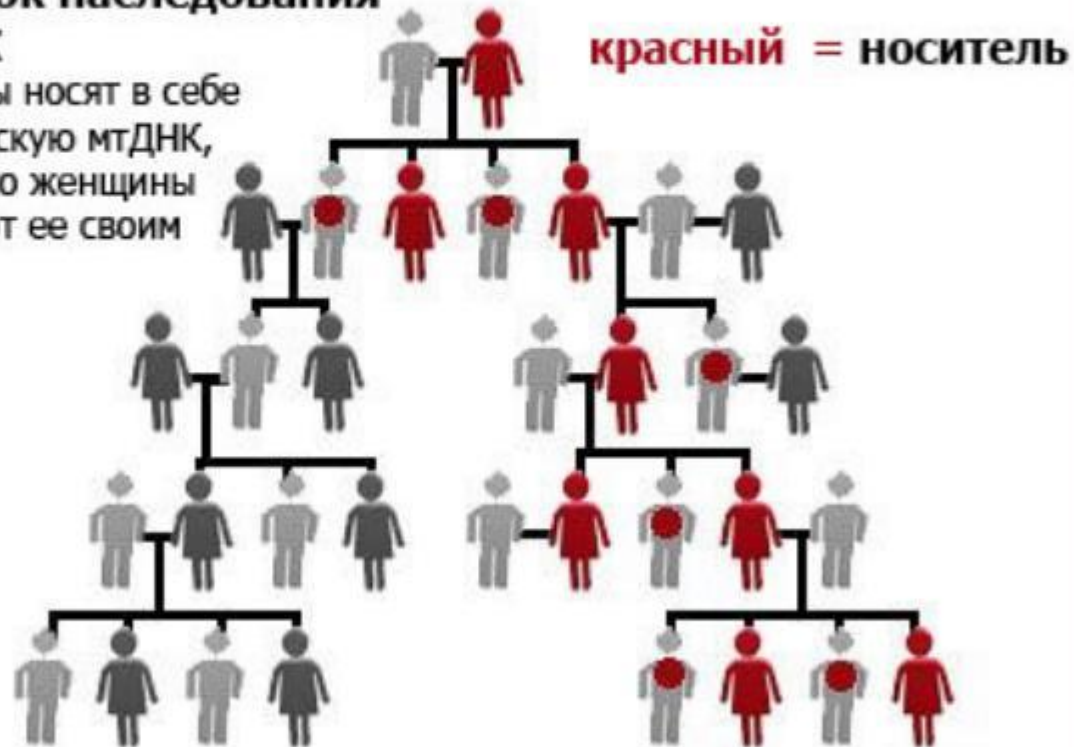 ок наследования
красный = носитель
ы носят в себе
скую мтДНК,
о женщины
т ее своим